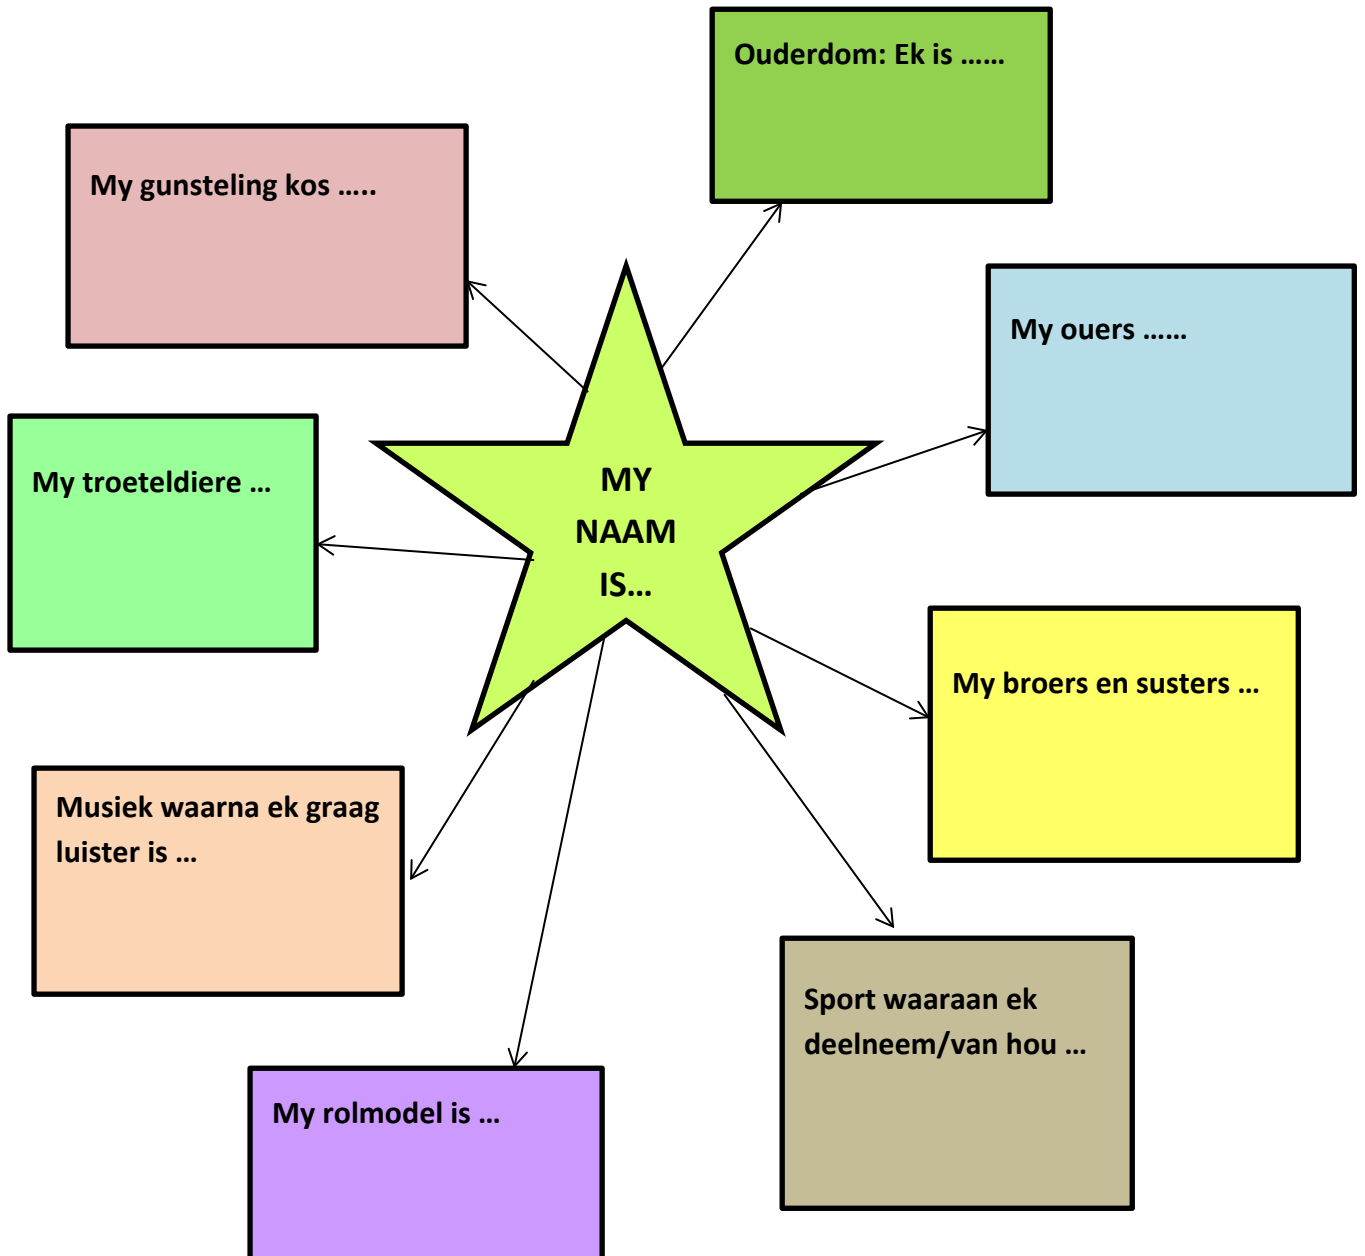 Ouderdom: Ek is ……
My gunsteling kos …..
My ouers ……
My troeteldiere …
MY
NAAM
IS…
My broers en susters …
Musiek waarna ek graag
luister is …
Sport waaraan ek
deelneem/van hou …
My rolmodel is …